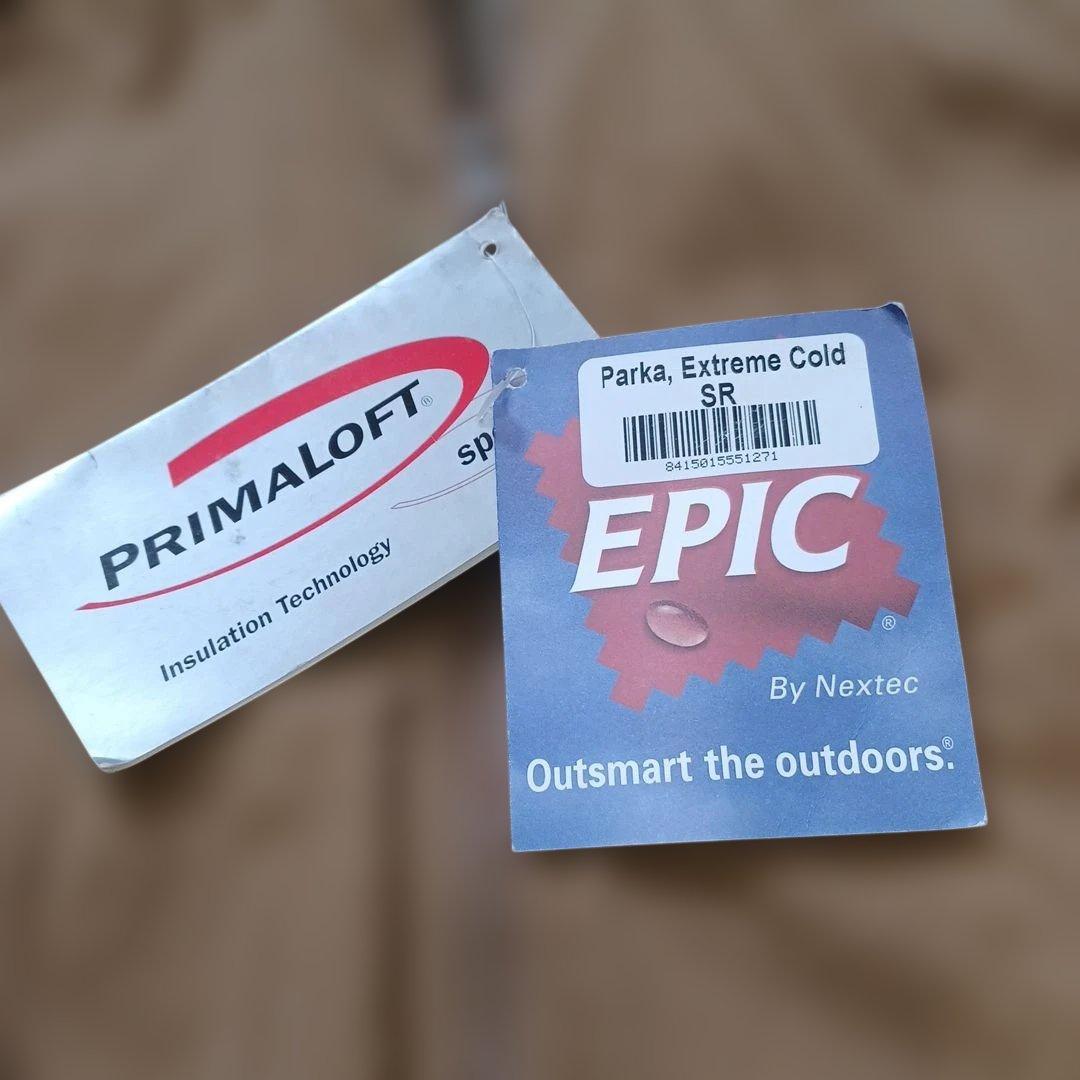 PRIMALOFT®
Insulation Technology
Parka, Extreme Cold
SR
8415015551271
EPIC®
By Nextec
Outsmart the outdoors.®